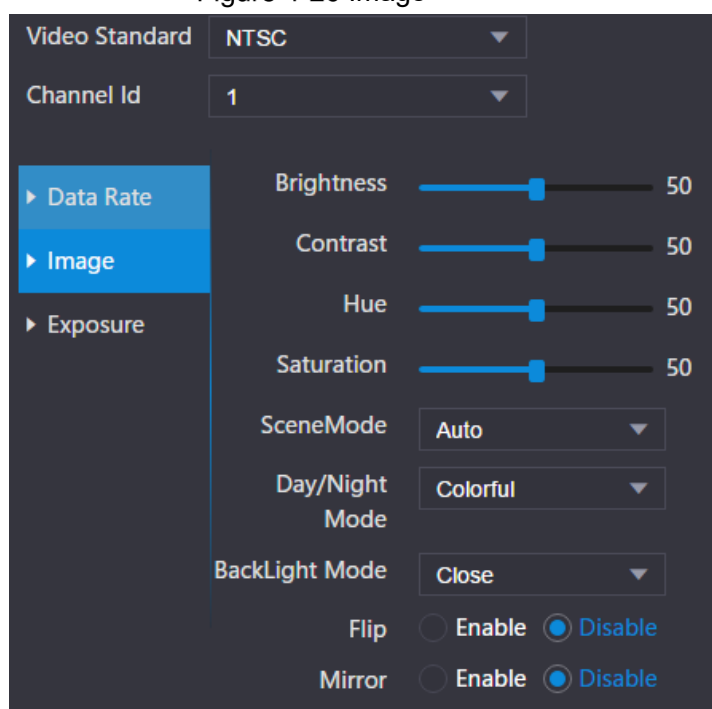 Video Standard NTSC
Channel Id 1
Data Rate
Image
Exposure
Brightness 50
Contrast 50
Hue 50
Saturation 50
SceneMode Auto
Day/Night Mode Colorful
BackLight Mode Close
Flip Enable Disable
Mirror Enable Disable